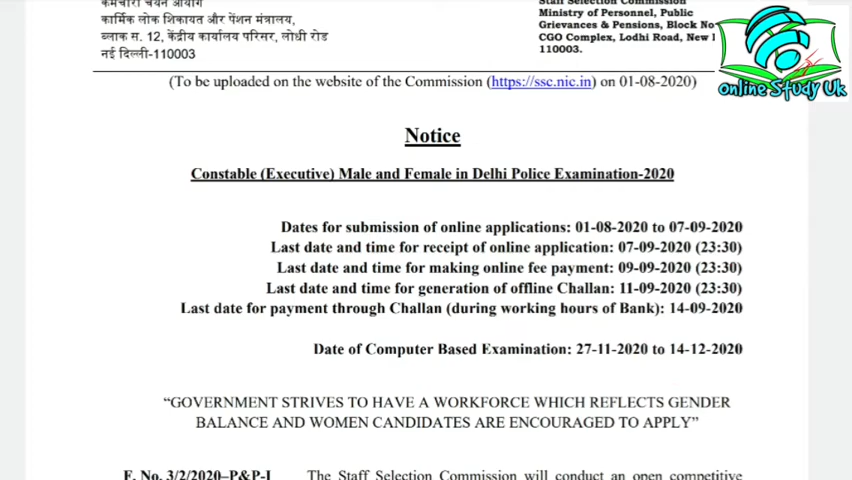 कर्मचारी चयन आयोग
कार्मिक लोक शिकायत और पेंशन मंत्रालय,
ब्लाक स. 12, केंद्रीय कार्यालय परिसर, लोधी रोड
नई दिल्ली-110003
Staff Selection Commission
Ministry of Personnel, Public
Grievances & Pensions, Block No
CGO Complex, Lodhi Road, New
110003.
online Study Uk
(To be uploaded on the website of the Commission (https://ssc.nic.in) on 01-08-2020)
Notice
Constable (Executive) Male and Female in Delhi Police Examination-2020
Dates for submission of online applications: 01-08-2020 to 07-09-2020
Last date and time for receipt of online application: 07-09-2020 (23:30)
Last date and time for making online fee payment: 09-09-2020 (23:30)
Last date and time for generation of offline Challan: 11-09-2020 (23:30)
Last date for payment through Challan (during working hours of Bank): 14-09-2020
Date of Computer Based Examination: 27-11-2020 to 14-12-2020
“GOVERNMENT STRIVES TO HAVE A WORKFORCE WHICH REFLECTS GENDER
BALANCE AND WOMEN CANDIDATES ARE ENCOURAGED TO APPLY”
F. No. 3/2/2020–P&P-I The Staff Selection Commission will conduct an open competitive